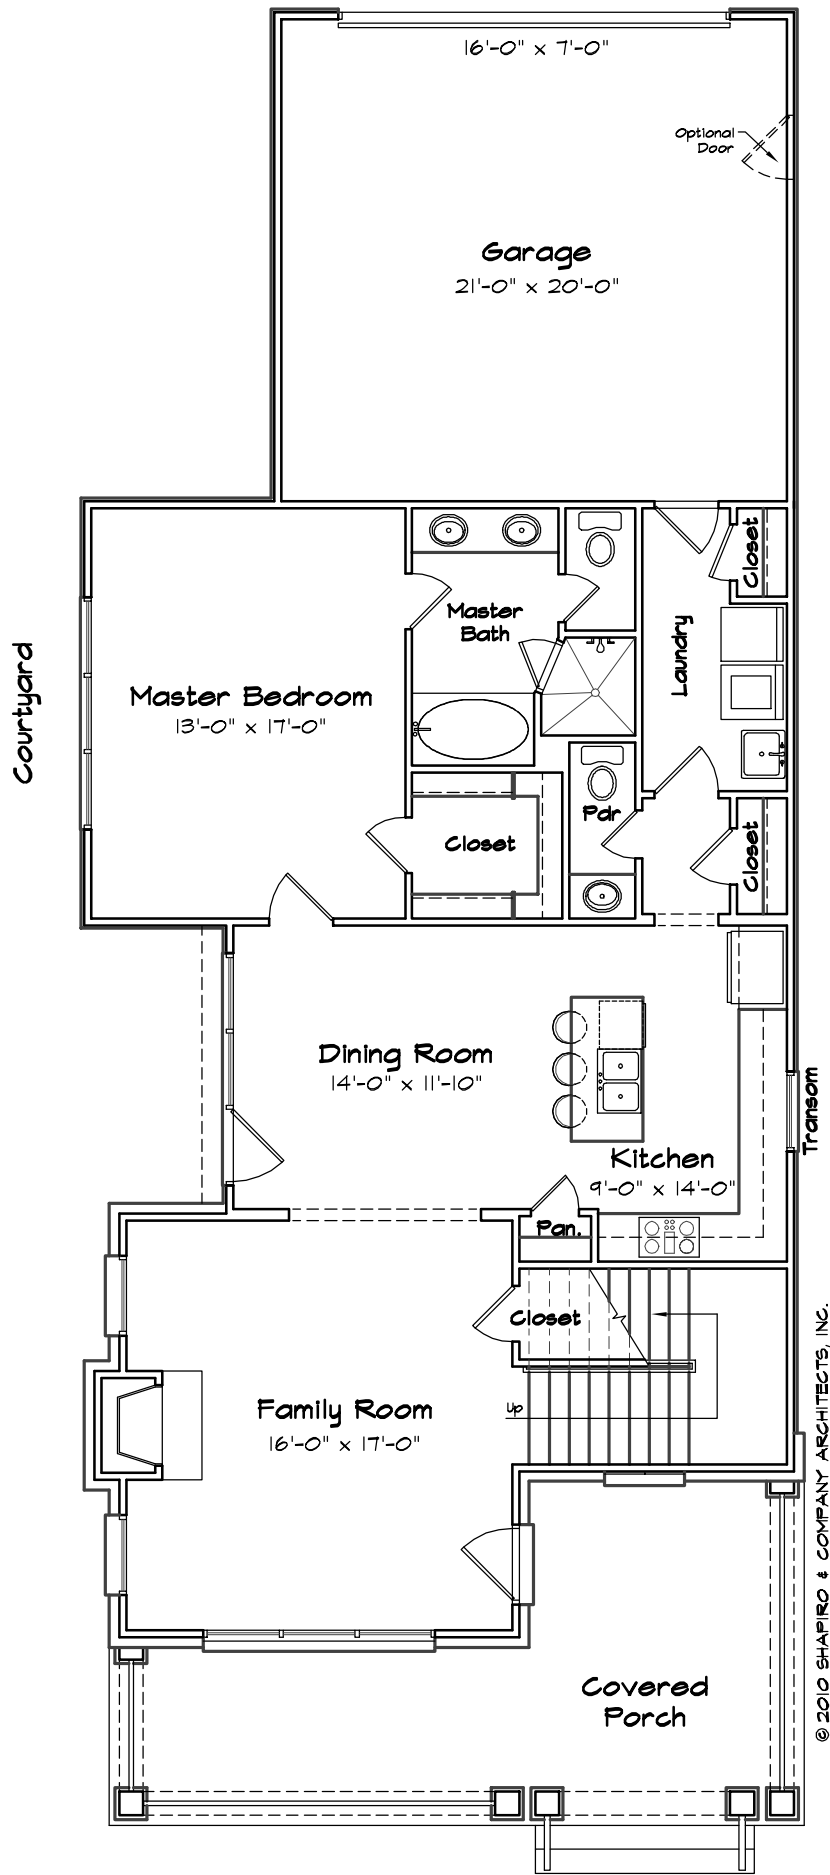 16'-0" x 7'-0"
Optional
Door
Garage
21'-0" x 20'-0"
Closet
Master
Bath
Laundry
Courtyard
Master Bedroom
13'-0" x 17'-0"
Pdr
Closet
Closet
Dining Room
14'-0" x 11'-10"
Transom
Kitchen
9'-0" x 14'-0"
Pan.
Closet
Up
Family Room
16'-0" x 17'-0"
Covered
Porch
© 2010 SHAPIRO & COMPANY ARCHITECTS, INC.